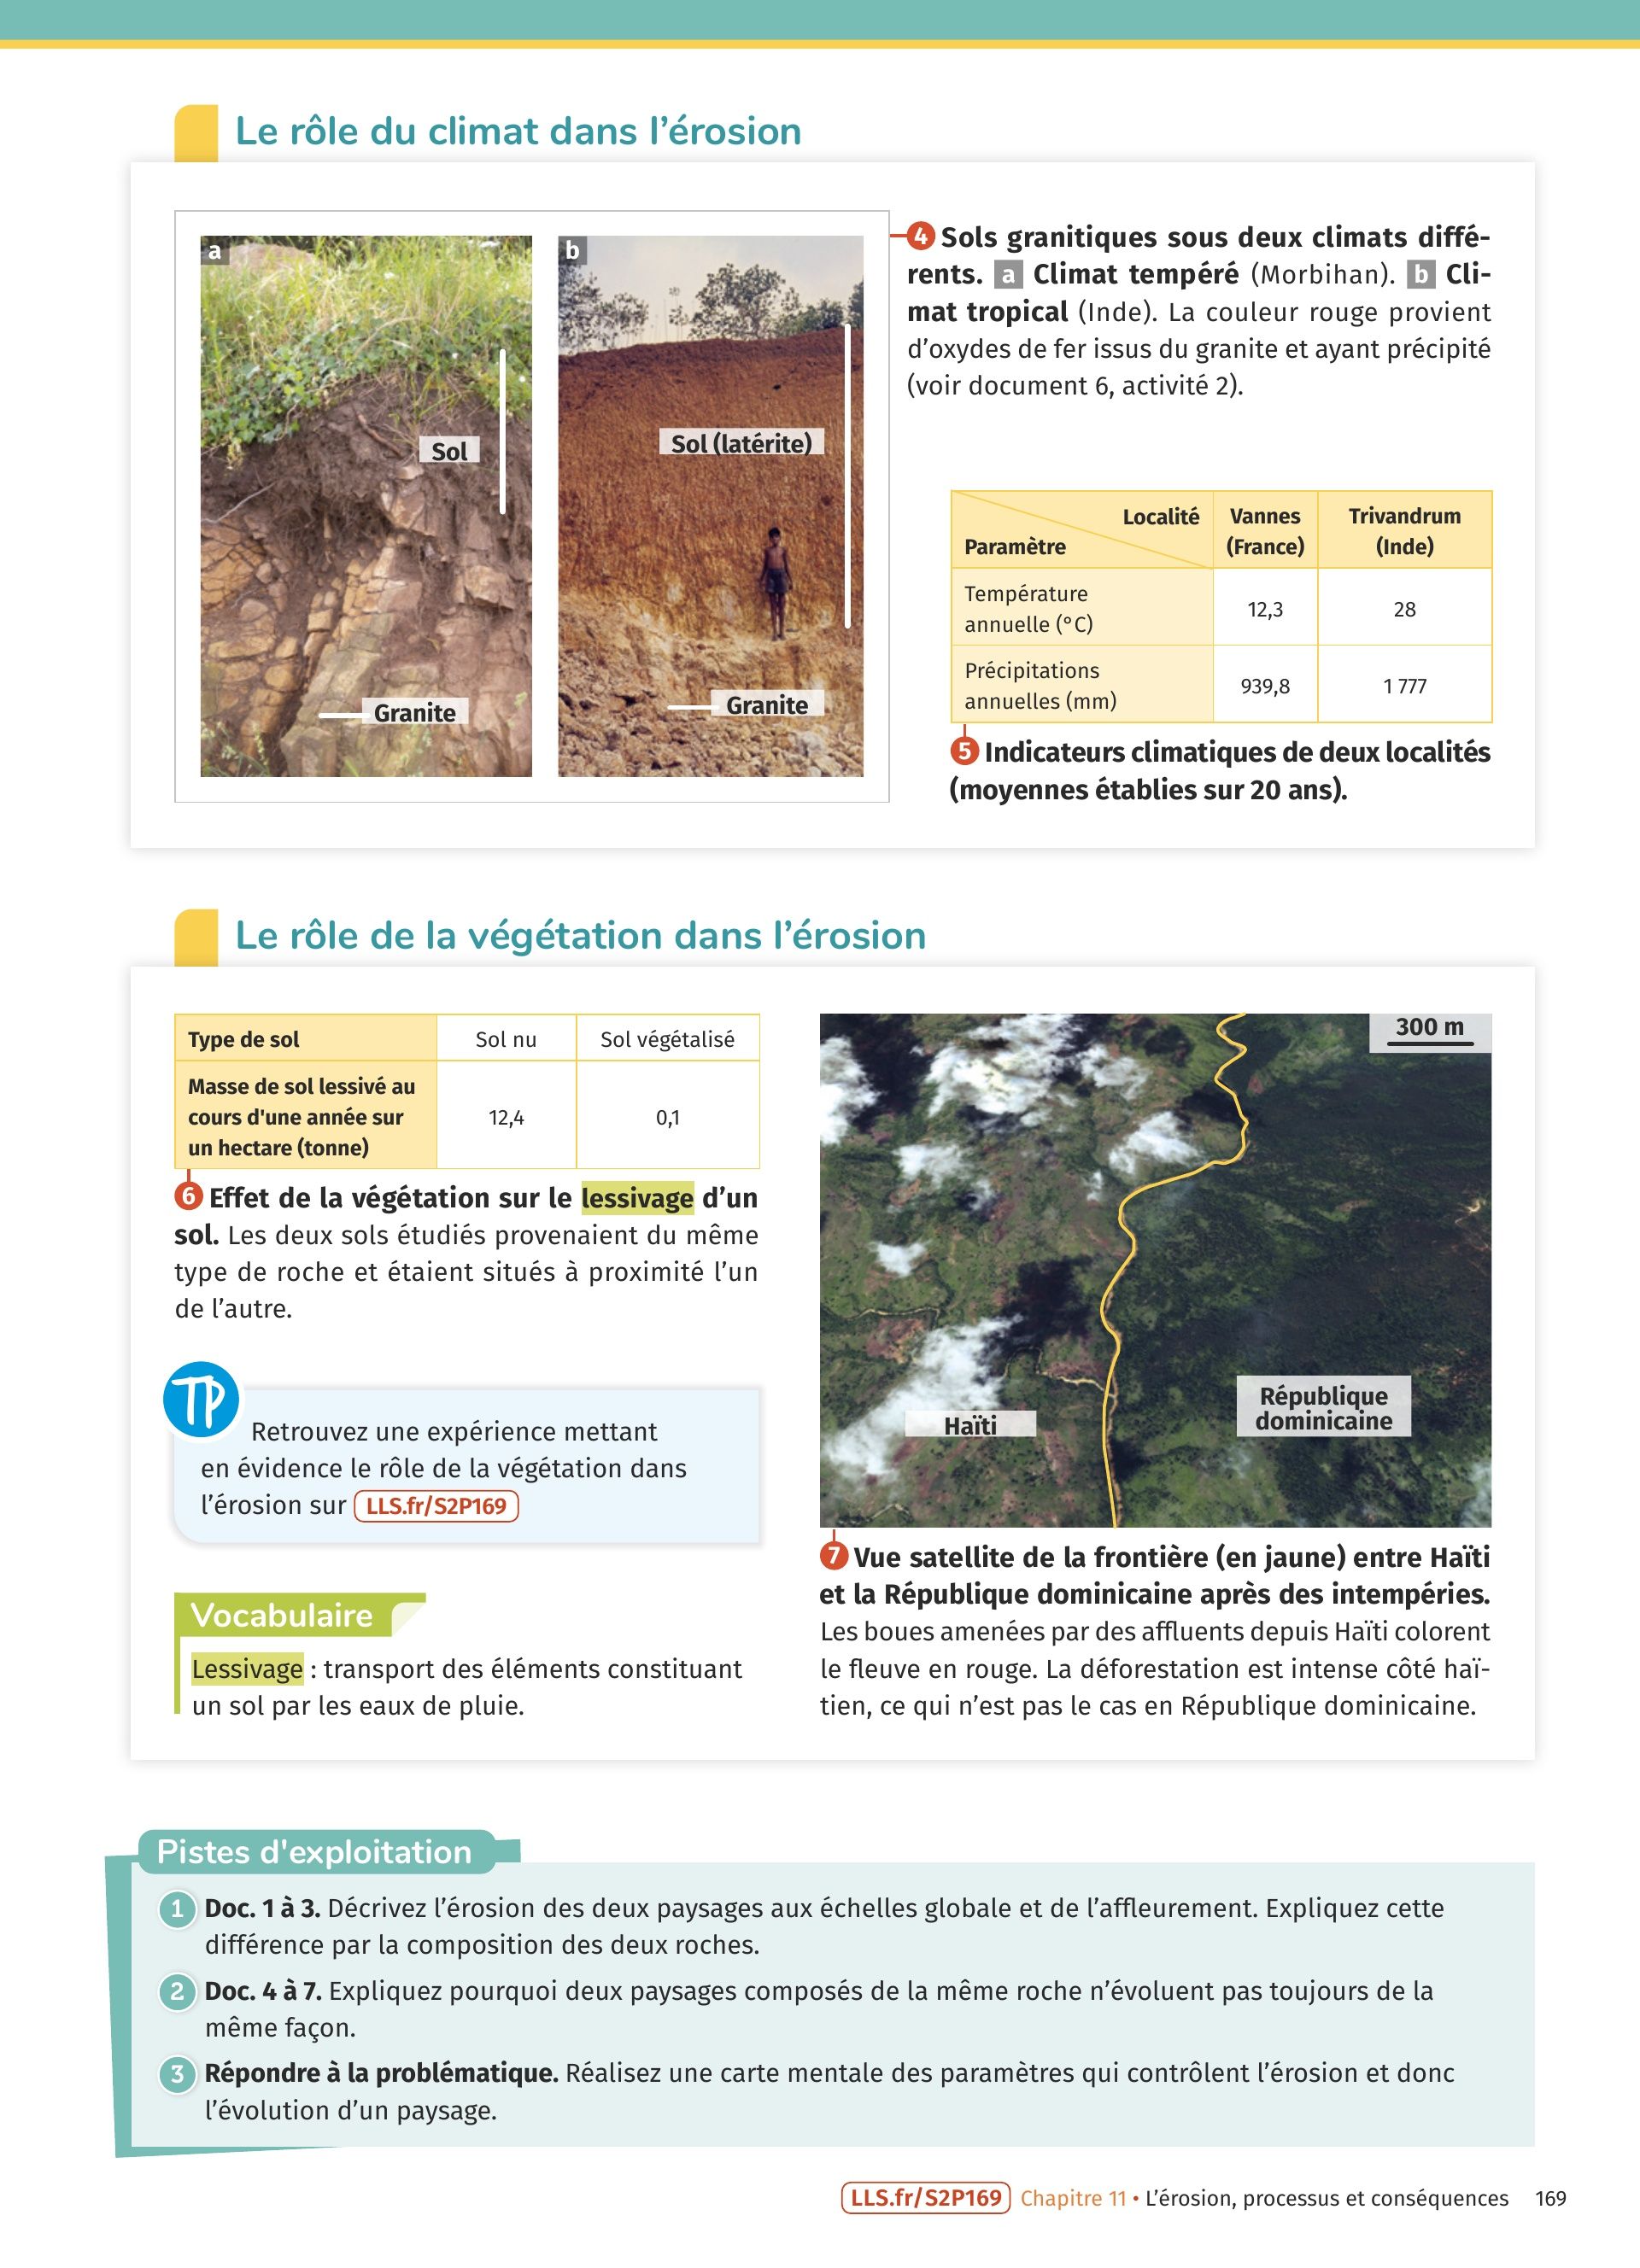 Le rôle du climat dans l'érosion
a
b
Sol
Sol (latérite)
Granite
Granite
4 Sols granitiques sous deux climats diffé-
rents. a Climat tempéré (Morbihan). b Cli-
mat tropical (Inde). La couleur rouge provient
d'oxydes de fer issus du granite et ayant précipité
(voir document 6, activité 2).
Localité
Paramètre
Vannes
(France)
Trivandrum
(Inde)
Température
annuelle (°C)
12,3
28
Précipitations
annuelles (mm)
939,8
1 777
5 Indicateurs climatiques de deux localités
(moyennes établies sur 20 ans).
Le rôle de la végétation dans l'érosion
Type de sol
Sol nu
Sol végétalisé
Masse de sol lessivé au
cours d'une année sur
un hectare (tonne)
12,4
0,1
6 Effet de la végétation sur le lessivage d'un
sol. Les deux sols étudiés provenaient du même
type de roche et étaient situés à proximité l'un
de l'autre.
TP
Retrouvez une expérience mettant
en évidence le rôle de la végétation dans
l'érosion sur LLS.fr/S2P169
Vocabulaire
Lessivage : transport des éléments constituant
un sol par les eaux de pluie.
300 m
Haïti
République
dominicaine
7 Vue satellite de la frontière (en jaune) entre Haïti
et la République dominicaine après des intempéries.
Les boues amenées par des affluents depuis Haïti colorent
le fleuve en rouge. La déforestation est intense côté haï-
tien, ce qui n'est pas le cas en République dominicaine.
Pistes d'exploitation
1 Doc. 1 à 3. Décrivez l'érosion des deux paysages aux échelles globale et de l'affleurement. Expliquez cette
différence par la composition des deux roches.
2 Doc. 4 à 7. Expliquez pourquoi deux paysages composés de la même roche n'évoluent pas toujours de la
même façon.
3 Répondre à la problématique. Réalisez une carte mentale des paramètres qui contrôlent l'érosion et donc
l'évolution d'un paysage.
LLS.fr/S2P169 Chapitre 11 • L'érosion, processus et conséquences 169